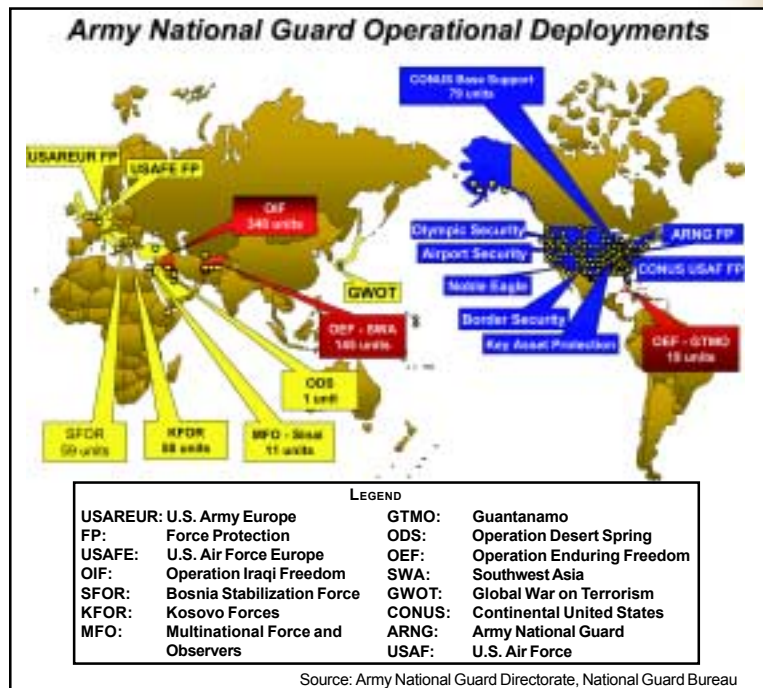 Army National Guard Operational Deployments
CONUS Base Support
79 units
USAREUR FP
USAFE FP
OIF
units
Olympic Security
Airport Security
Noble Eagle
Border Security
Key Asset Protection
ARNG FP
CONUS USAF FP
GWOT
OEF - SWA
units
OEF - GTMO
units
ODS
1 unit
SFOR
59 units
KFOR
units
MFO - Sinai
11 units
LEGEND
USAREUR: U.S. Army Europe
FP: Force Protection
USAFE: U.S. Air Force Europe
OIF: Operation Iraqi Freedom
SFOR: Bosnia Stabilization Force
KFOR: Kosovo Forces
MFO: Multinational Force and
Observers
GTMO: Guantanamo
ODS: Operation Desert Spring
OEF: Operation Enduring Freedom
SWA: Southwest Asia
GWOT: Global War on Terrorism
CONUS: Continental United States
ARNG: Army National Guard
USAF: U.S. Air Force
Source: Army National Guard Directorate, National Guard Bureau